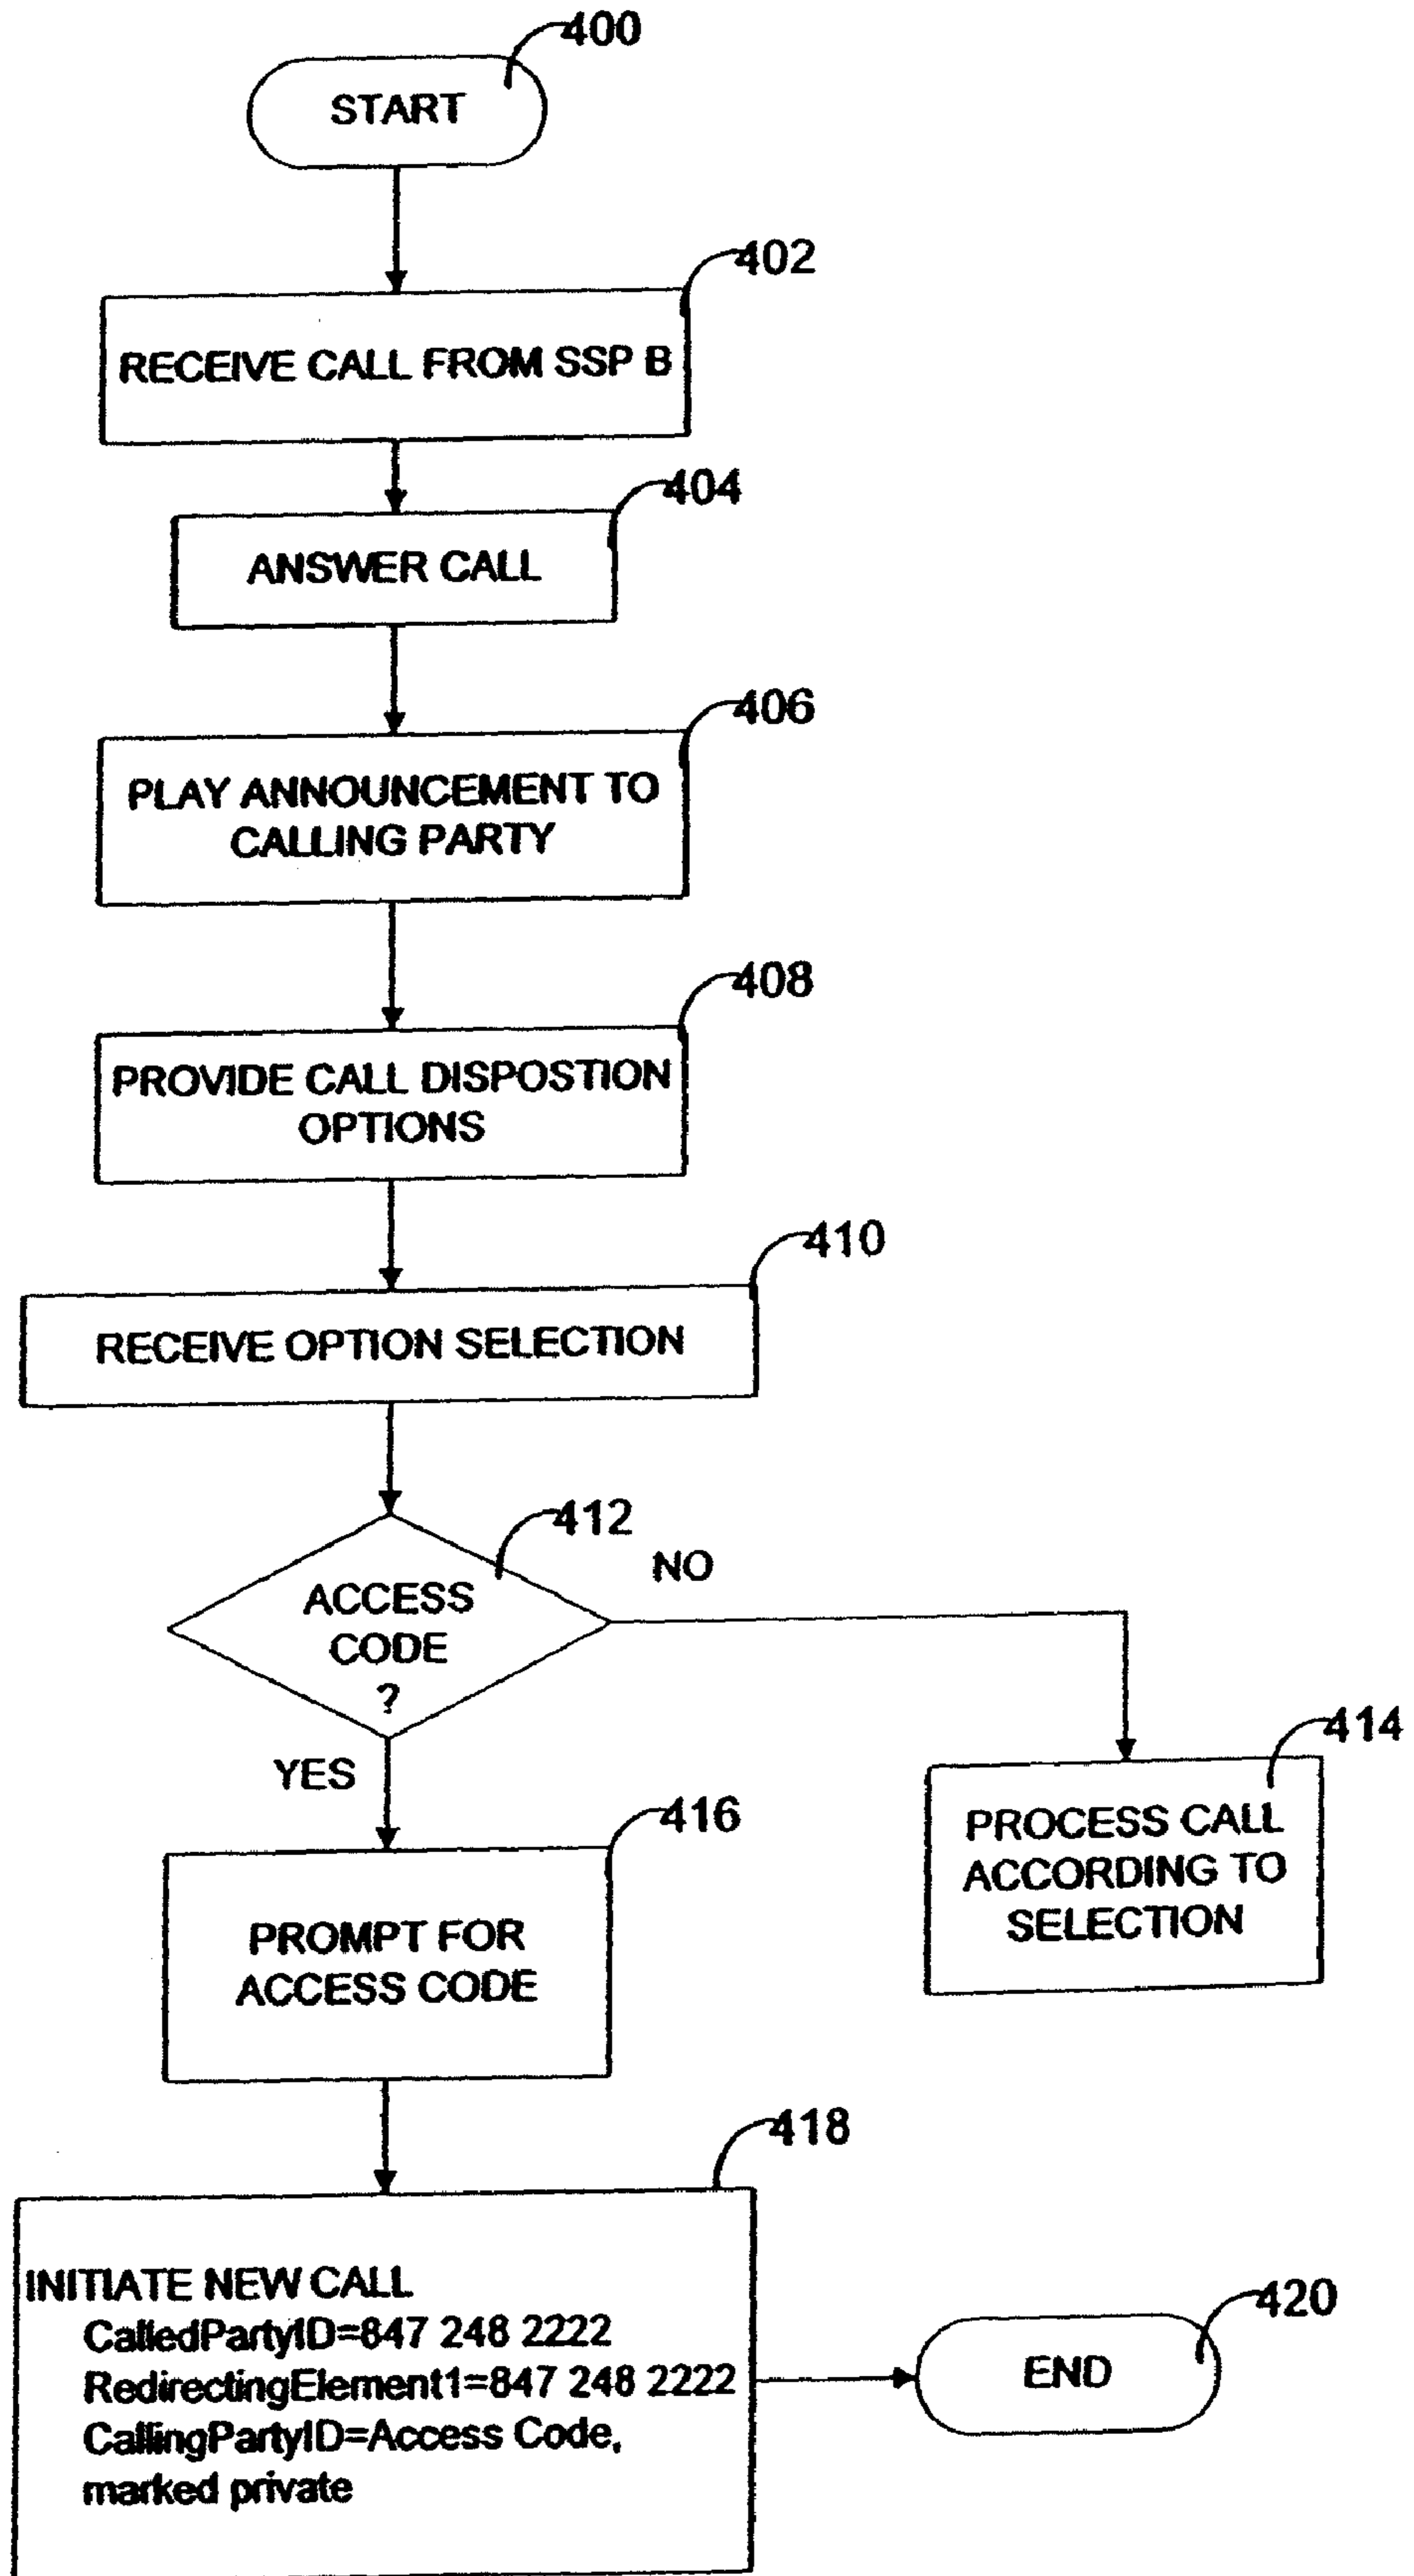 400
START
402
RECEIVE CALL FROM SSP B
404
ANSWER CALL
406
PLAY ANNOUNCEMENT TO
CALLING PARTY
408
PROVIDE CALL DISPOSTION
OPTIONS
410
RECEIVE OPTION SELECTION
412
NO
ACCESS
CODE
?
YES
414
PROCESS CALL
ACCORDING TO
SELECTION
416
PROMPT FOR
ACCESS CODE
418
INITIATE NEW CALL
CalledPartyID=847 248 2222
RedirectingElement1=847 248 2222
CallingPartyID=Access Code,
marked private
420
END